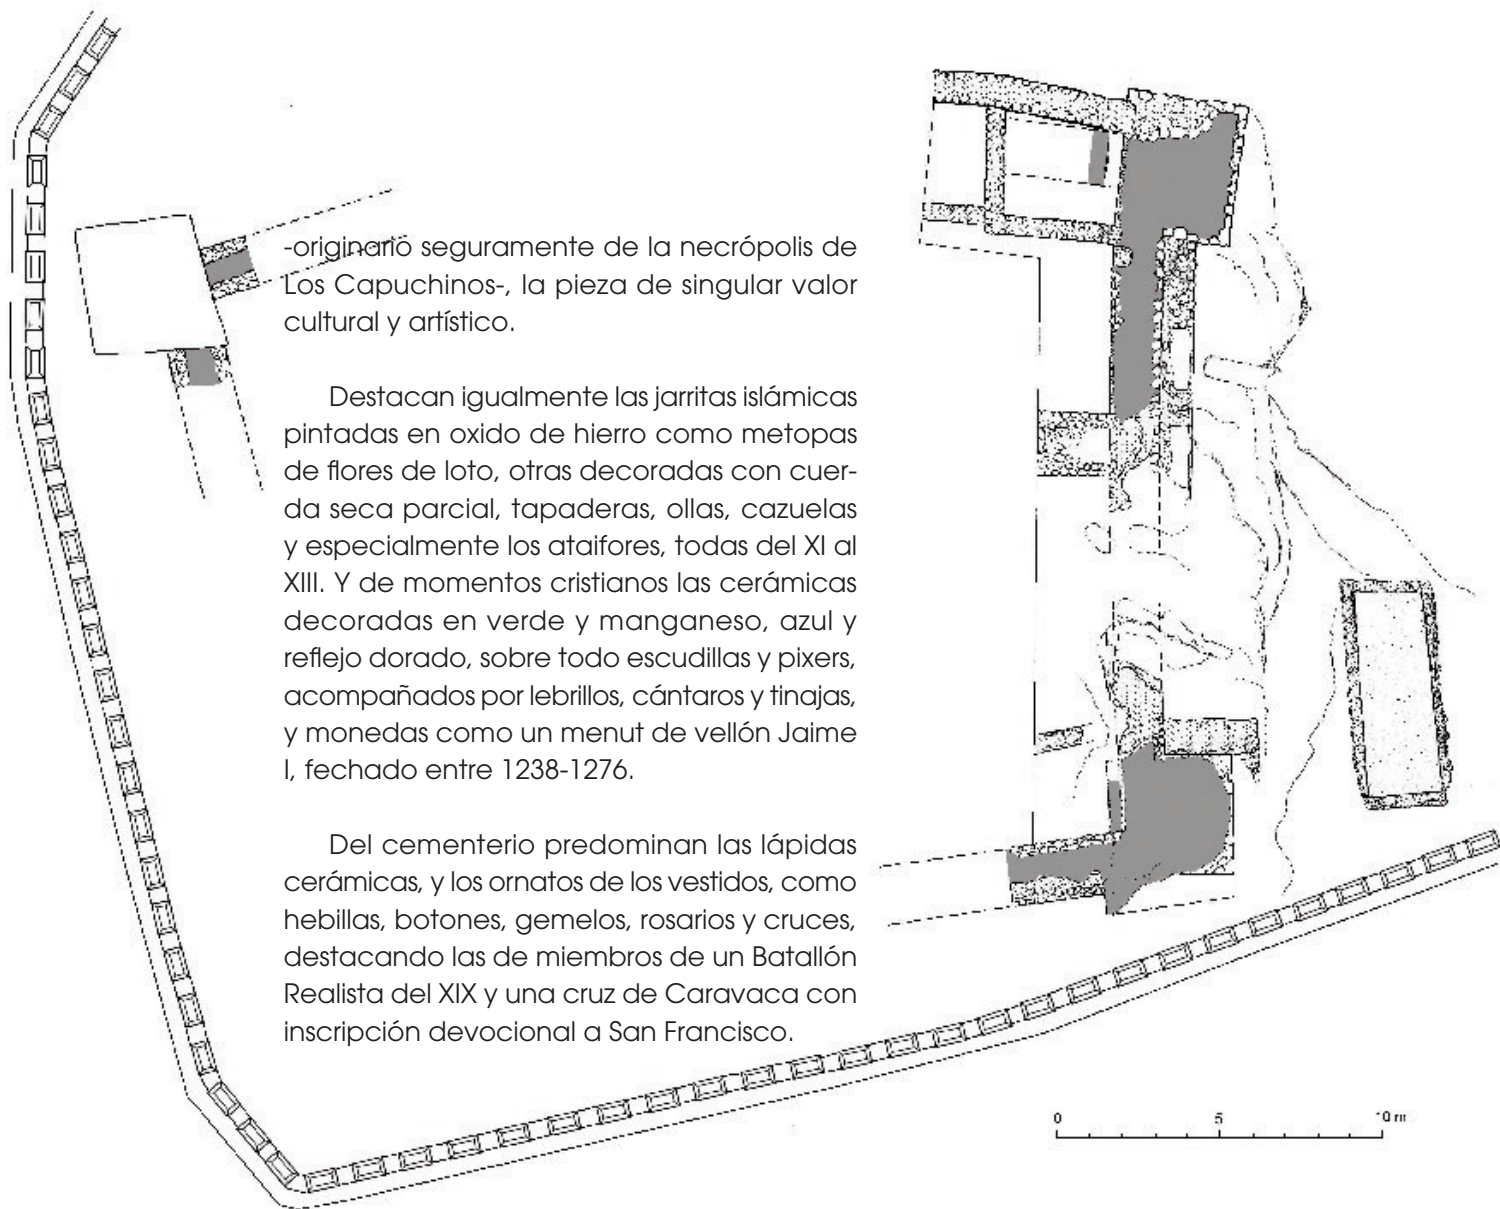 -originario seguramente de la necrópolis de
Los Capuchinos-, la pieza de singular valor
cultural y artístico.
Destacan igualmente las jarritas islámicas
pintadas en oxido de hierro como metopas
de flores de loto, otras decoradas con cuer-
da seca parcial, tapaderas, ollas, cazuelas
y especialmente los ataifores, todas del XI al
XIII. Y de momentos cristianos las cerámicas
decoradas en verde y manganeso, azul y
reflejo dorado, sobre todo escudillas y pixers,
acompañados por lebrillos, cántaros y tinajas,
y monedas como un menut de vellón Jaime
I, fechado entre 1238-1276.
Del cementerio predominan las lápidas
cerámicas, y los ornatos de los vestidos, como
hebillas, botones, gemelos, rosarios y cruces,
destacando las de miembros de un Batallón
Realista del XIX y una cruz de Caravaca con
inscripción devocional a San Francisco.
0 5 10 m